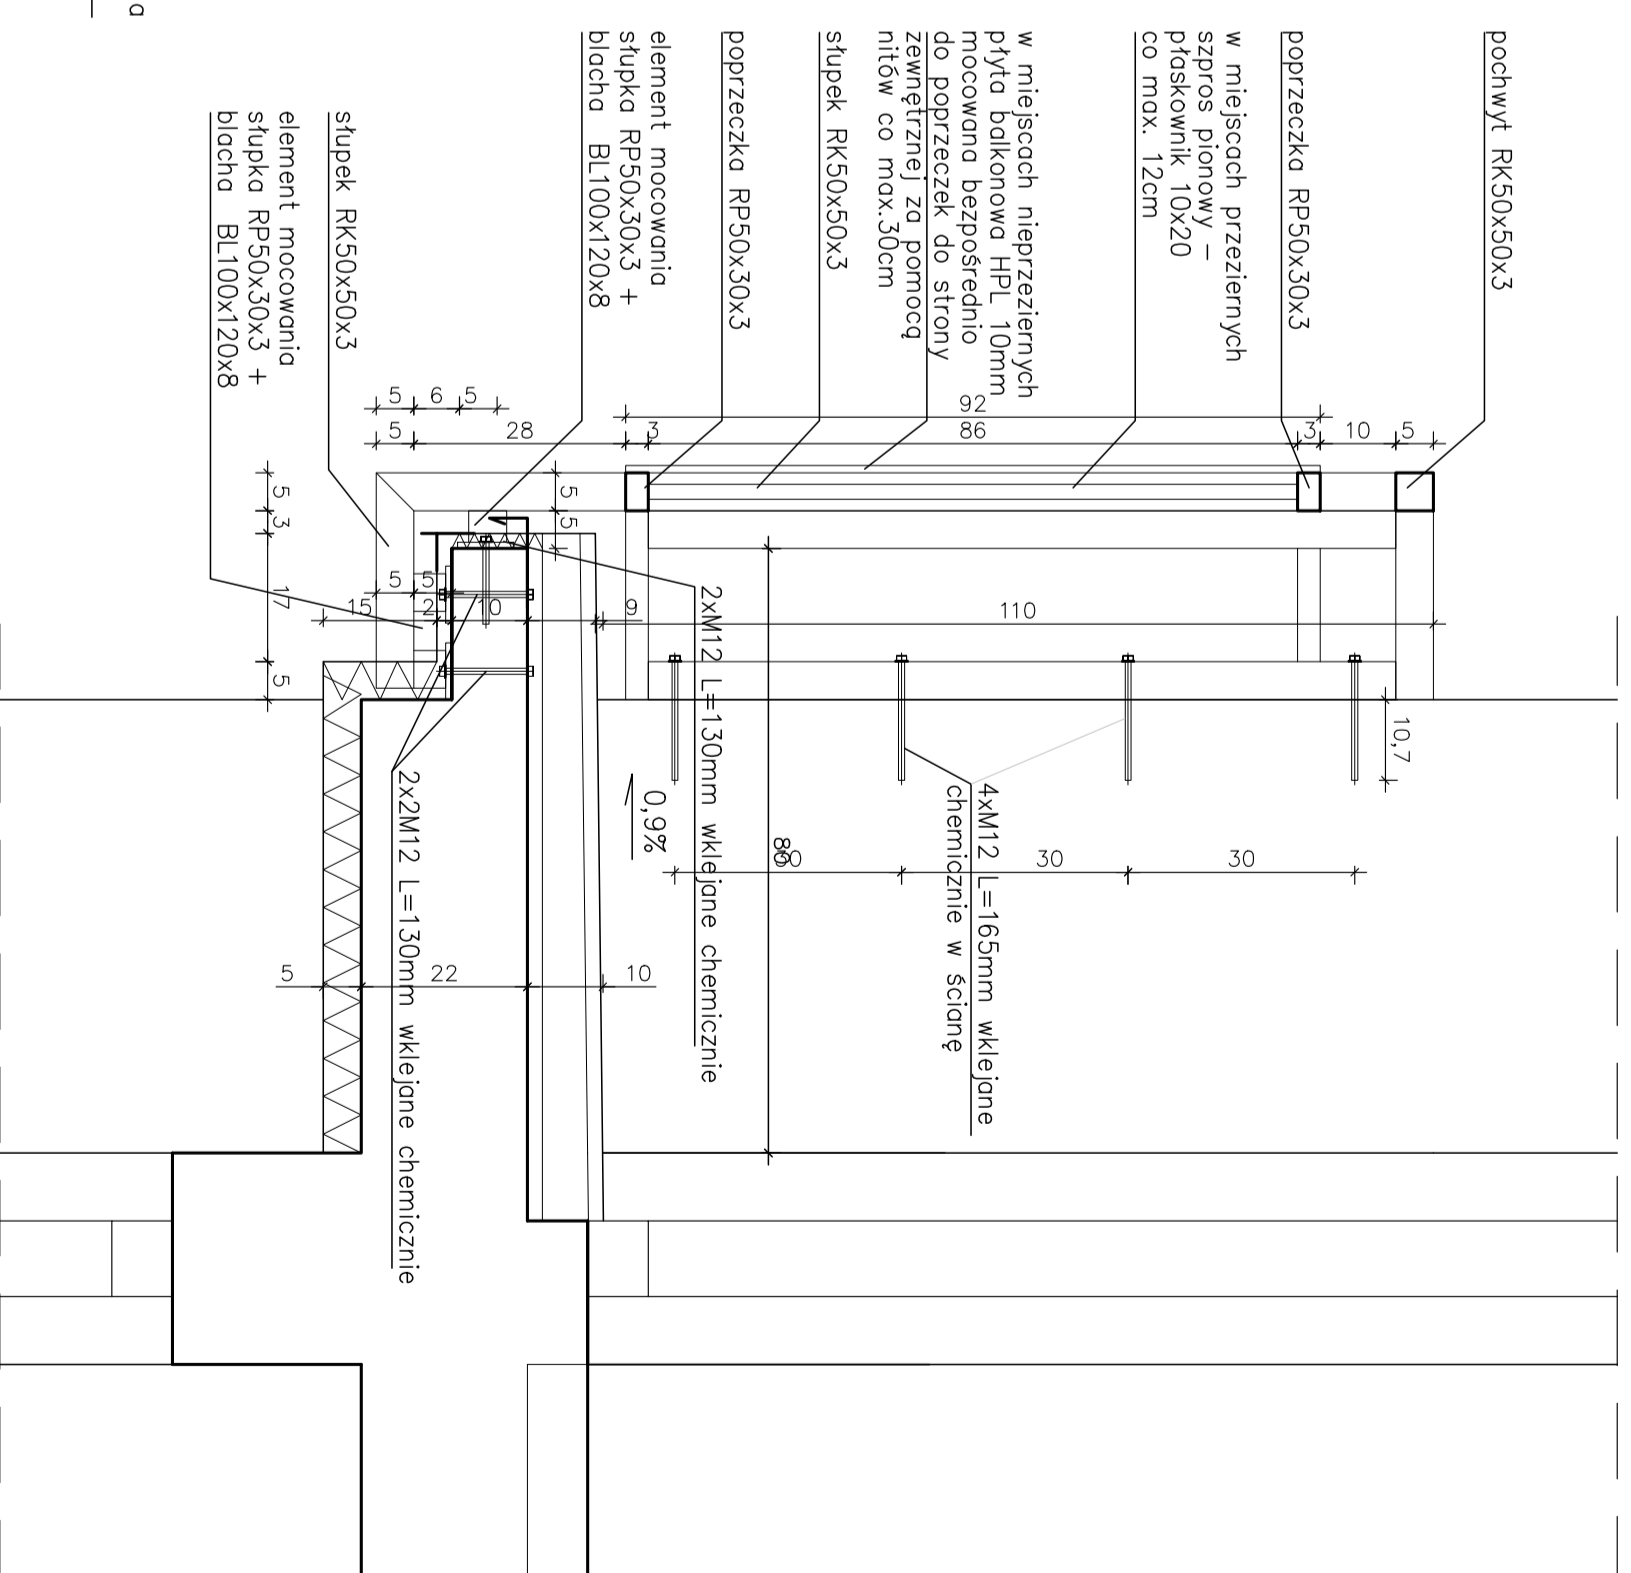 pochwyt RK50x50x3
poprzeczka RP50x30x3
w miejscach przeziernych
szpros pionowy –
płaskownik 10x20
co max. 12cm
w miejscach nieprzeziernych
płyta balkonowa HPL 10mm
mocowana bezpośrednio
do poprzeczek do strony
zewnętrznej za pomocą
nitów co max.30cm
słupek RK50x50x3
poprzeczka RP50x30x3
element mocowania
słupka RP50x30x3 +
blacha BL100x120x8
słupek RK50x50x3
element mocowania
słupka RP50x30x3 +
blacha BL100x120x8
a
5 6 5
92
5 28 3 86 3 10 5
5
3
17
5
5
5
5 5
15 2 10 9
110
10,7
4xM12 L=165mm wklejane
chemicznie w ścianę
2xM12 L=130mm wklejane chemicznie
2x2M12 L=130mm wklejane chemicznie
0,9%
80
30 30 30
5 22 10